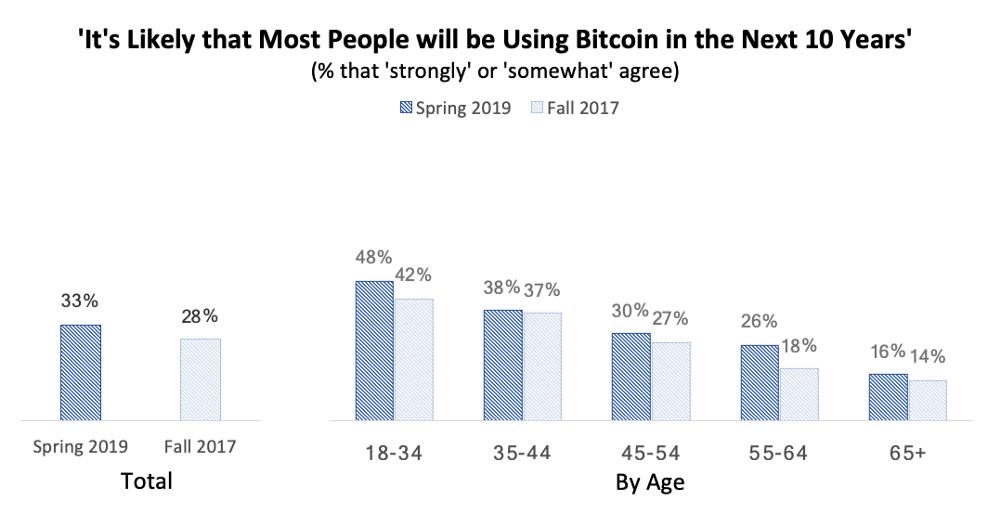 'It's Likely that Most People will be Using Bitcoin in the Next 10 Years'
(% that 'strongly' or 'somewhat' agree)
Spring 2019 Fall 2017
33%
28%
Spring 2019 Fall 2017
Total
48%
42%
38% 37%
30% 27%
26%
18%
16% 14%
18-34 35-44 45-54 55-64 65+
By Age